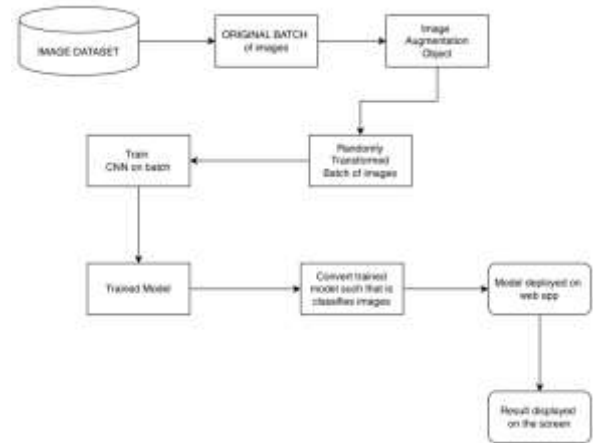 IMAGE DATASET
ORIGINAL BATCH
of images
Image
Augmentation
Object
Train
CNN on batch
Randomly
Transformed
Batch of images
Trained Model
Convert trained
model such that is
classifies images
Model deployed on
web app
Result displayed
on the screen